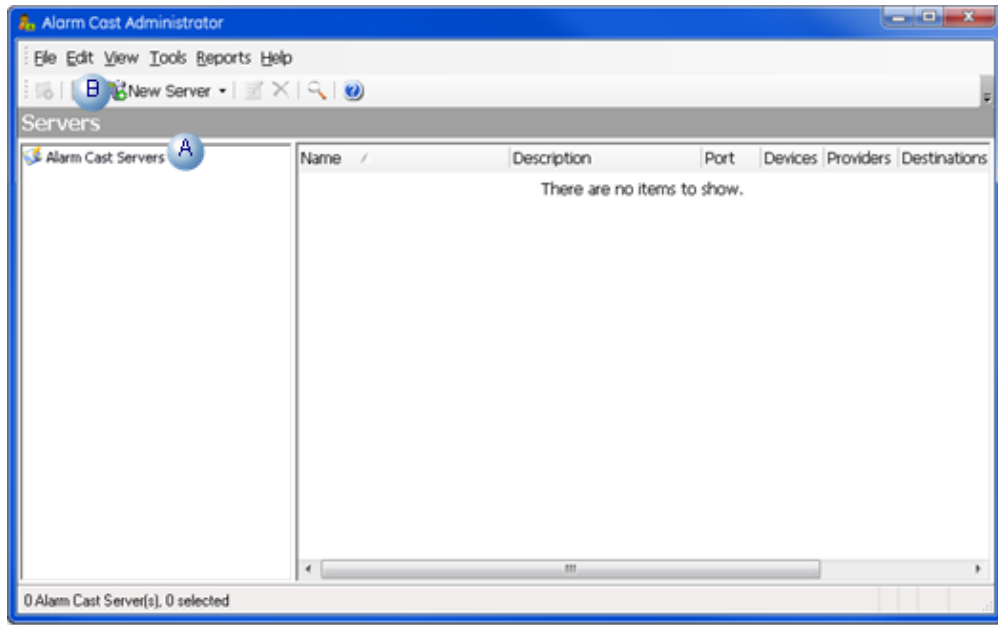 Alarm Cast Administrator
File Edit View Tools Reports Help
B New Server
Servers
Alarm Cast Servers A
Name Description Port Devices Providers Destinations
There are no items to show.
0 Alarm Cast Server(s), 0 selected